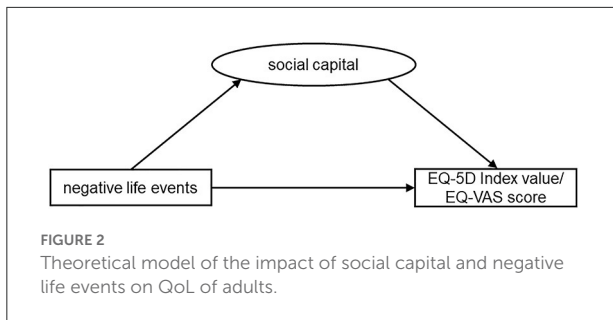 social capital
negative life events
EQ-5D Index value/
EQ-VAS score
FIGURE 2
Theoretical model of the impact of social capital and negative
life events on QoL of adults.